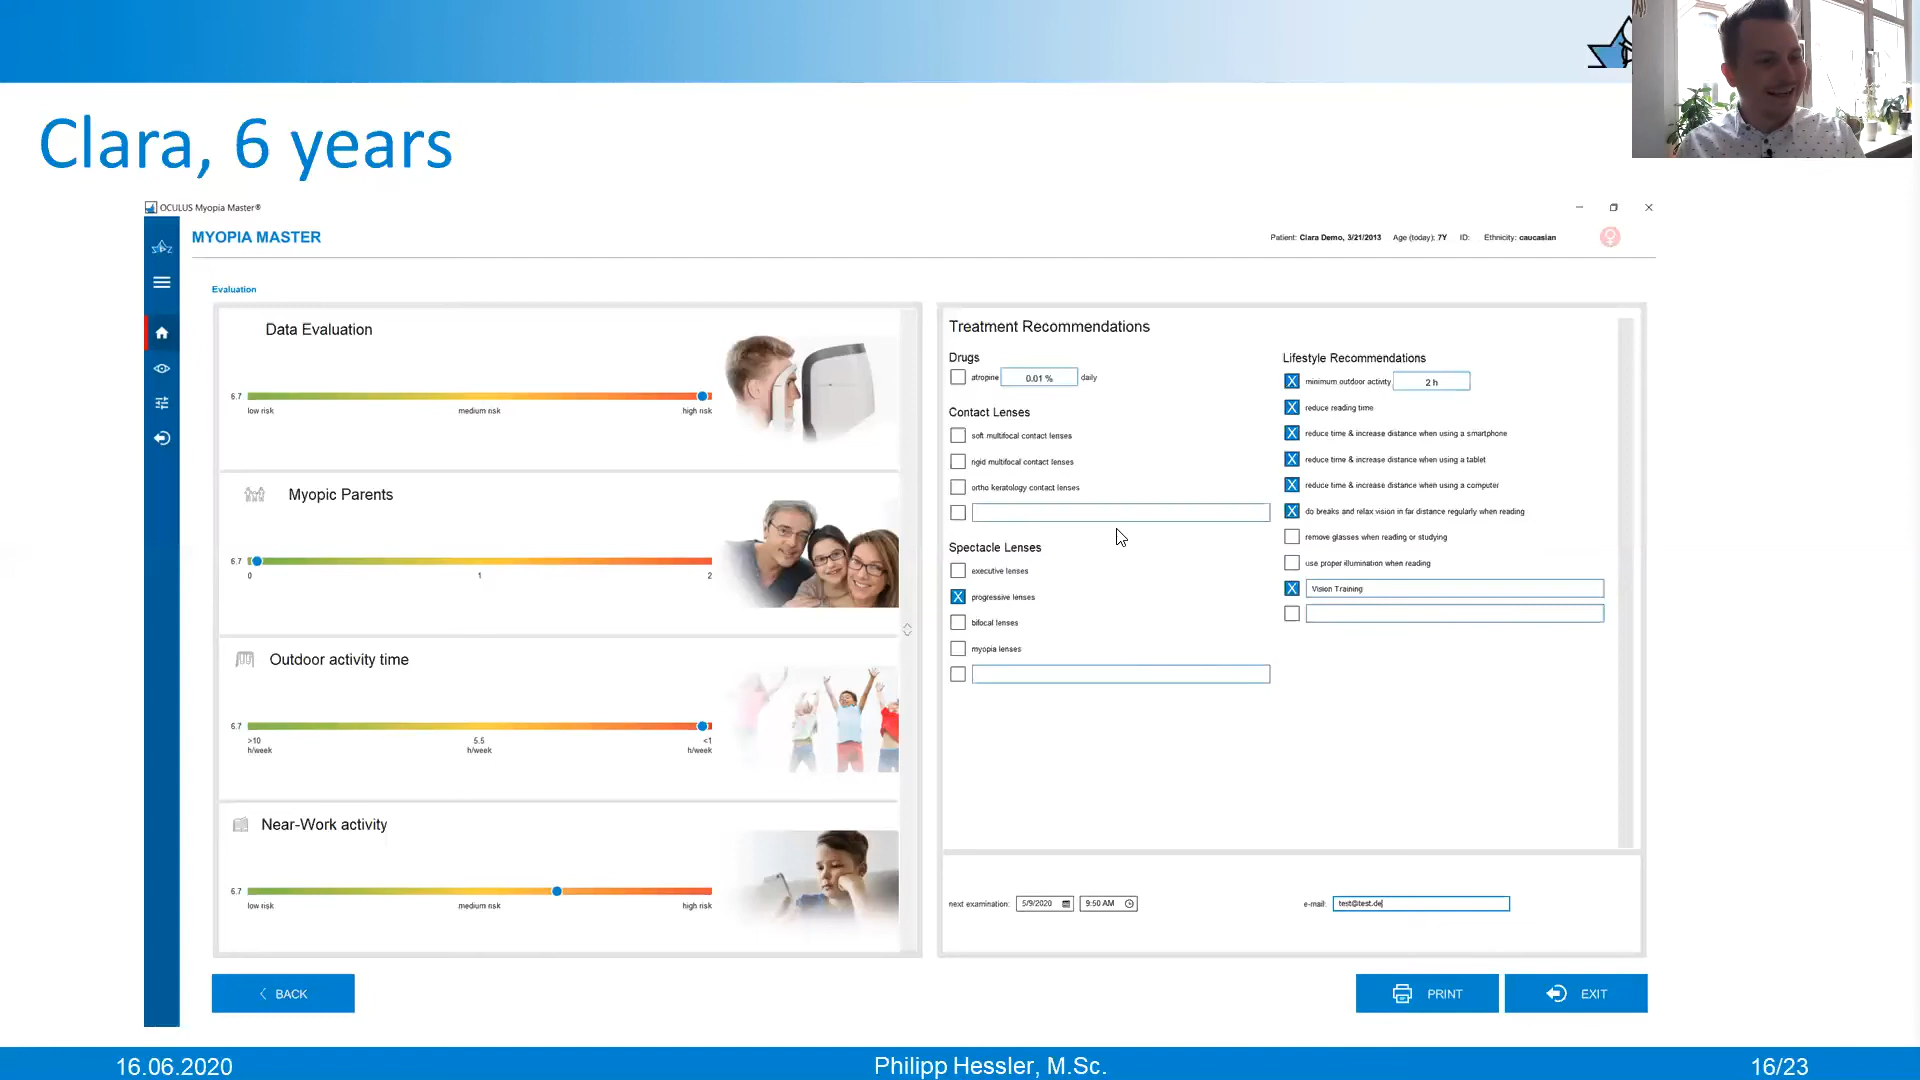 Clara, 6 years
OCULUS Myopia Master®
MYOPIA MASTER
Patient: Clara Demo, 3/21/2013 Age (today): 7Y ID: Ethnicity: caucasian
Evaluation
Data Evaluation
6.7
low risk medium risk high risk
Myopic Parents
6.7
0 1 2
Outdoor activity time
6.7
>10 5.5 <1
h/week h/week h/week
Near-Work activity
6.7
low risk medium risk high risk
Treatment Recommendations
Drugs
atropine 0.01 % daily
Contact Lenses
soft multifocal contact lenses
rigid multifocal contact lenses
ortho keratology contact lenses
Spectacle Lenses
executive lenses
X progressive lenses
bifocal lenses
myopia lenses
Lifestyle Recommendations
X minimum outdoor activity 2 h
X reduce reading time
X reduce time & increase distance when using a smartphone
X reduce time & increase distance when using a tablet
X reduce time & increase distance when using a computer
X do breaks and relax vision in far distance regularly when reading
remove glasses when reading or studying
use proper illumination when reading
X Vision Training
next examination: 5/9/2020 9:50 AM e-mail: test@test.de
BACK
PRINT
EXIT
16.06.2020 Philipp Hessler, M.Sc. 16/23